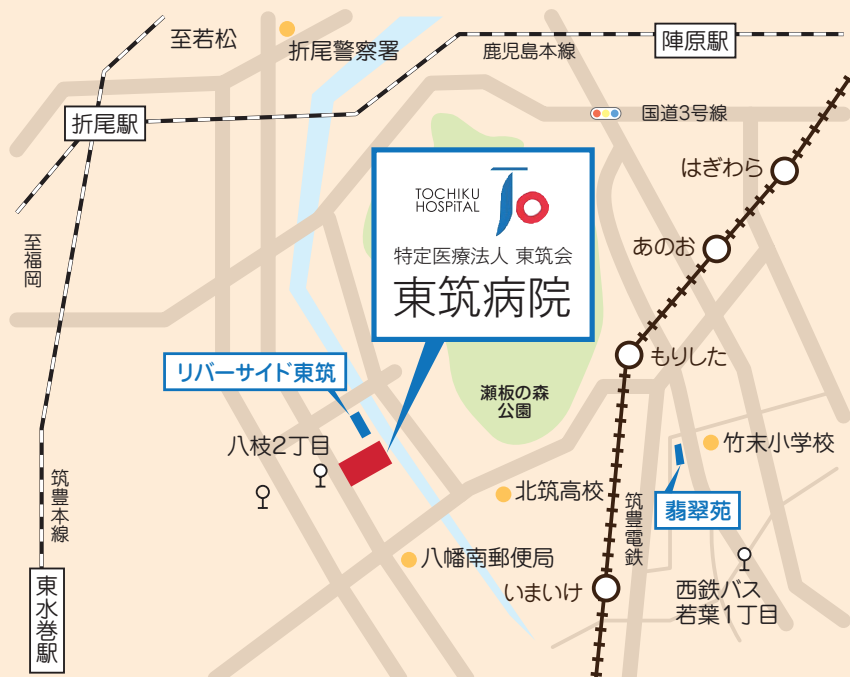 至若松
折尾警察署
鹿児島本線
陣原駅
折尾駅
国道3号線
はぎわら
TOCHIKU
HOSPiTAL
特定医療法人 東筑会
東筑病院
あのお
至福岡
もりした
リバーサイド東筑
瀬板の森
公園
八枝2丁目
竹末小学校
筑豊本線
北筑高校
筑豊電鉄
翡翠苑
八幡南郵便局
いまいけ
西鉄バス
若葉1丁目
東水巻駅